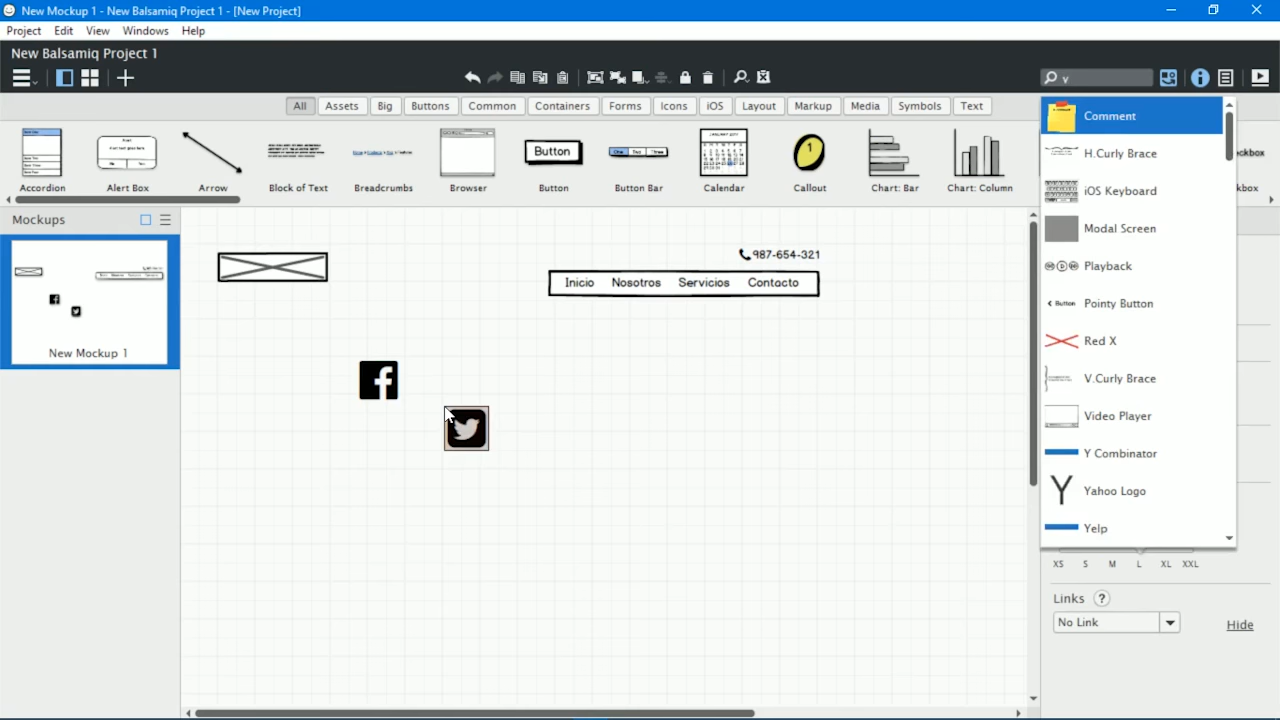 New Mockup 1 - New Balsamiq Project 1 - [New Project]
Project Edit View Windows Help
New Balsamiq Project 1
y
All Assets Big Buttons Common Containers Forms Icons iOS Layout Markup Media Symbols Text
Button
Accordion Alert Box Arrow Block of Text Breadcrumbs Browser Button Button Bar Calendar Callout Chart: Bar Chart: Column
1
Mockups
New Mockup 1
987-654-321
Inicio Nosotros Servicios Contacto
Comment
H.Curly Brace
iOS Keyboard
Modal Screen
Playback
Button Pointy Button
Red X
V.Curly Brace
Video Player
Y Combinator
Yahoo Logo
Yelp
XS S M L XL XXL
Links ?
No Link Hide